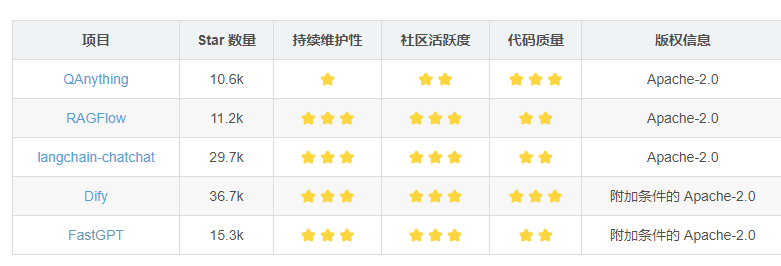 项目 Star 数量 持续维护性 社区活跃度 代码质量 版权信息
QAnything 10.6k Apache-2.0
RAGFlow 11.2k Apache-2.0
langchain-chatchat 29.7k Apache-2.0
Dify 36.7k 附加条件的 Apache-2.0
FastGPT 15.3k 附加条件的 Apache-2.0